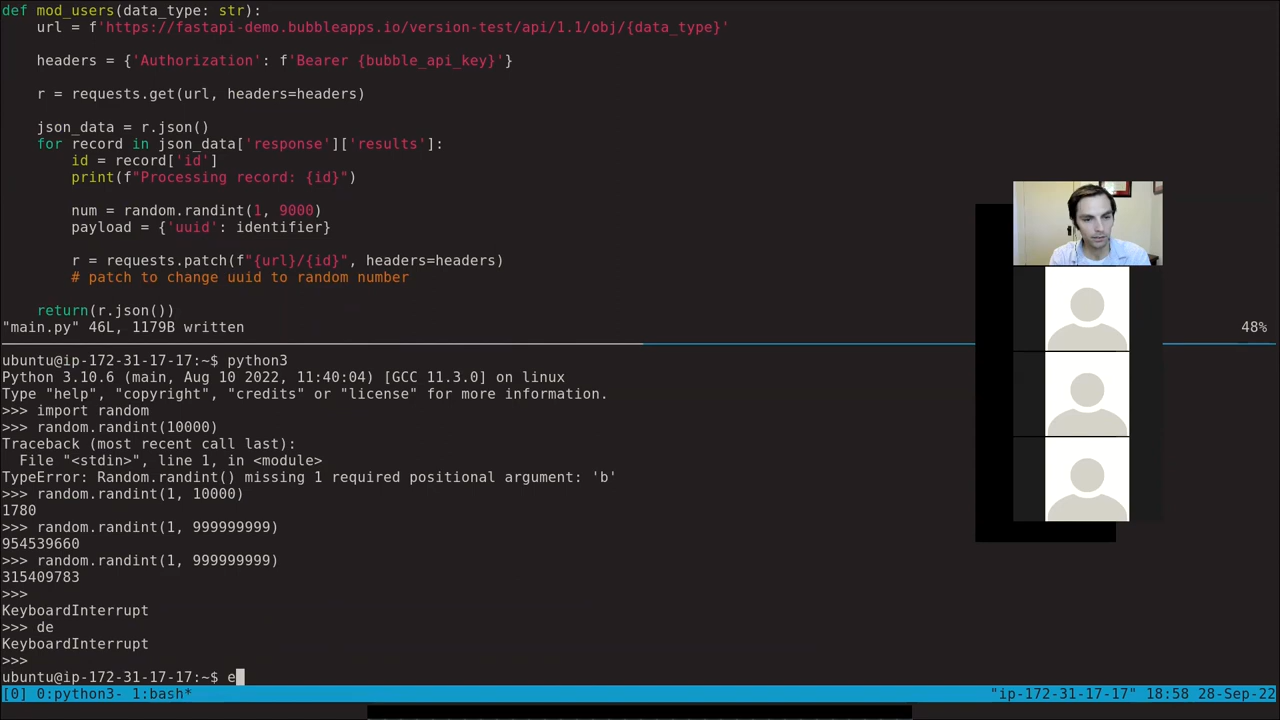 def mod_users(data_type: str):
    url = f'https://fastapi-demo.bubbleapps.io/version-test/api/1.1/obj/{data_type}'
    headers = {'Authorization': f'Bearer {bubble_api_key}'}
    r = requests.get(url, headers=headers)
    json_data = r.json()
    for record in json_data['response']['results']:
        id = record['id']
        print(f"Processing record: {id}")
        num = random.randint(1, 9000)
        payload = {'uuid': identifier}
        r = requests.patch(f"{url}/{id}", headers=headers)
        # patch to change uuid to random number
    return(r.json())
"main.py" 46L, 1179B written 48%
ubuntu@ip-172-31-17-17:~$ python3
Python 3.10.6 (main, Aug 10 2022, 11:40:04) [GCC 11.3.0] on linux
Type "help", "copyright", "credits" or "license" for more information.
>>> import random
>>> random.randint(10000)
Traceback (most recent call last):
  File "<stdin>", line 1, in <module>
TypeError: Random.randint() missing 1 required positional argument: 'b'
>>> random.randint(1, 10000)
1780
>>> random.randint(1, 999999999)
954539660
>>> random.randint(1, 999999999)
315409783
>>>
KeyboardInterrupt
>>> de
KeyboardInterrupt
>>>
ubuntu@ip-172-31-17-17:~$ e
[0] 0:python3- 1:bash* "ip-172-31-17-17" 18:58 28-Sep-22